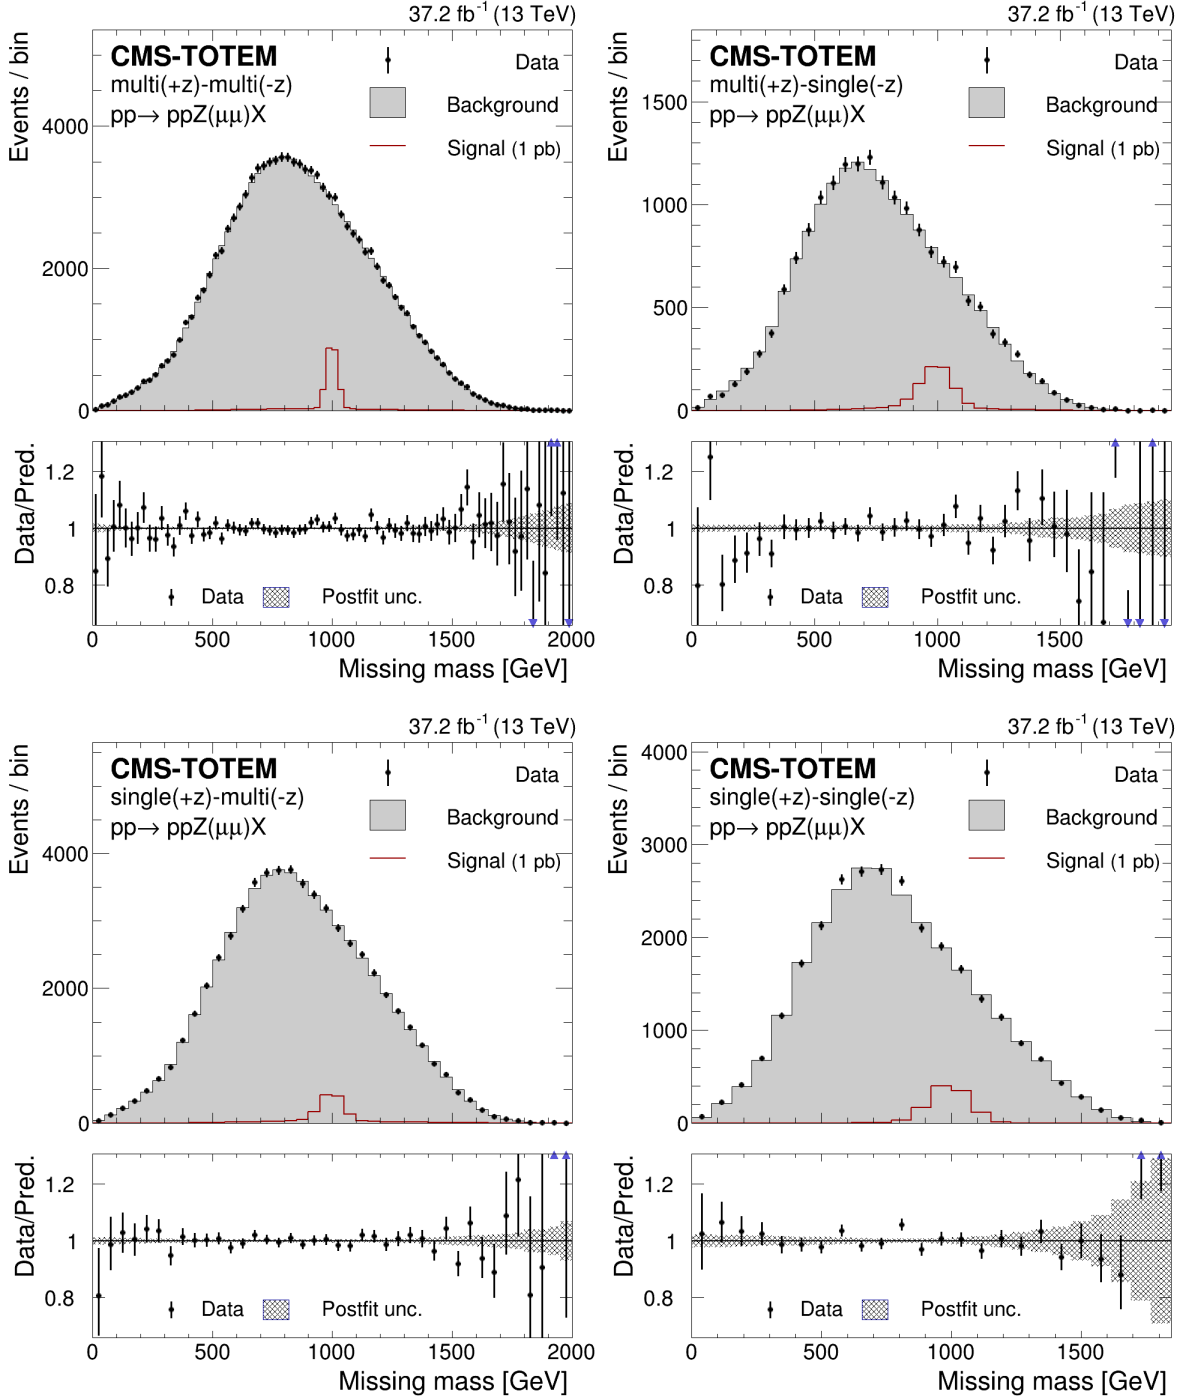 37.2 fb⁻¹ (13 TeV)
CMS-TOTEM
multi(+z)-multi(-z)
pp→ ppZ(μμ)X
Data
Background
Signal (1 pb)
Events / bin
4000
2000
0
Data/Pred.
1.2
1
0.8
Data
Postfit unc.
0 500 1000 1500 2000
Missing mass [GeV]
37.2 fb⁻¹ (13 TeV)
CMS-TOTEM
multi(+z)-single(-z)
pp→ ppZ(μμ)X
Data
Background
Signal (1 pb)
Events / bin
1500
1000
500
0
Data/Pred.
1.2
1
0.8
Data
Postfit unc.
0 500 1000 1500
Missing mass [GeV]
37.2 fb⁻¹ (13 TeV)
CMS-TOTEM
single(+z)-multi(-z)
pp→ ppZ(μμ)X
Data
Background
Signal (1 pb)
Events / bin
4000
2000
0
Data/Pred.
1.2
1
0.8
Data
Postfit unc.
0 500 1000 1500 2000
Missing mass [GeV]
37.2 fb⁻¹ (13 TeV)
CMS-TOTEM
single(+z)-single(-z)
pp→ ppZ(μμ)X
Data
Background
Signal (1 pb)
Events / bin
4000
3000
2000
1000
0
Data/Pred.
1.2
1
0.8
Data
Postfit unc.
0 500 1000 1500
Missing mass [GeV]